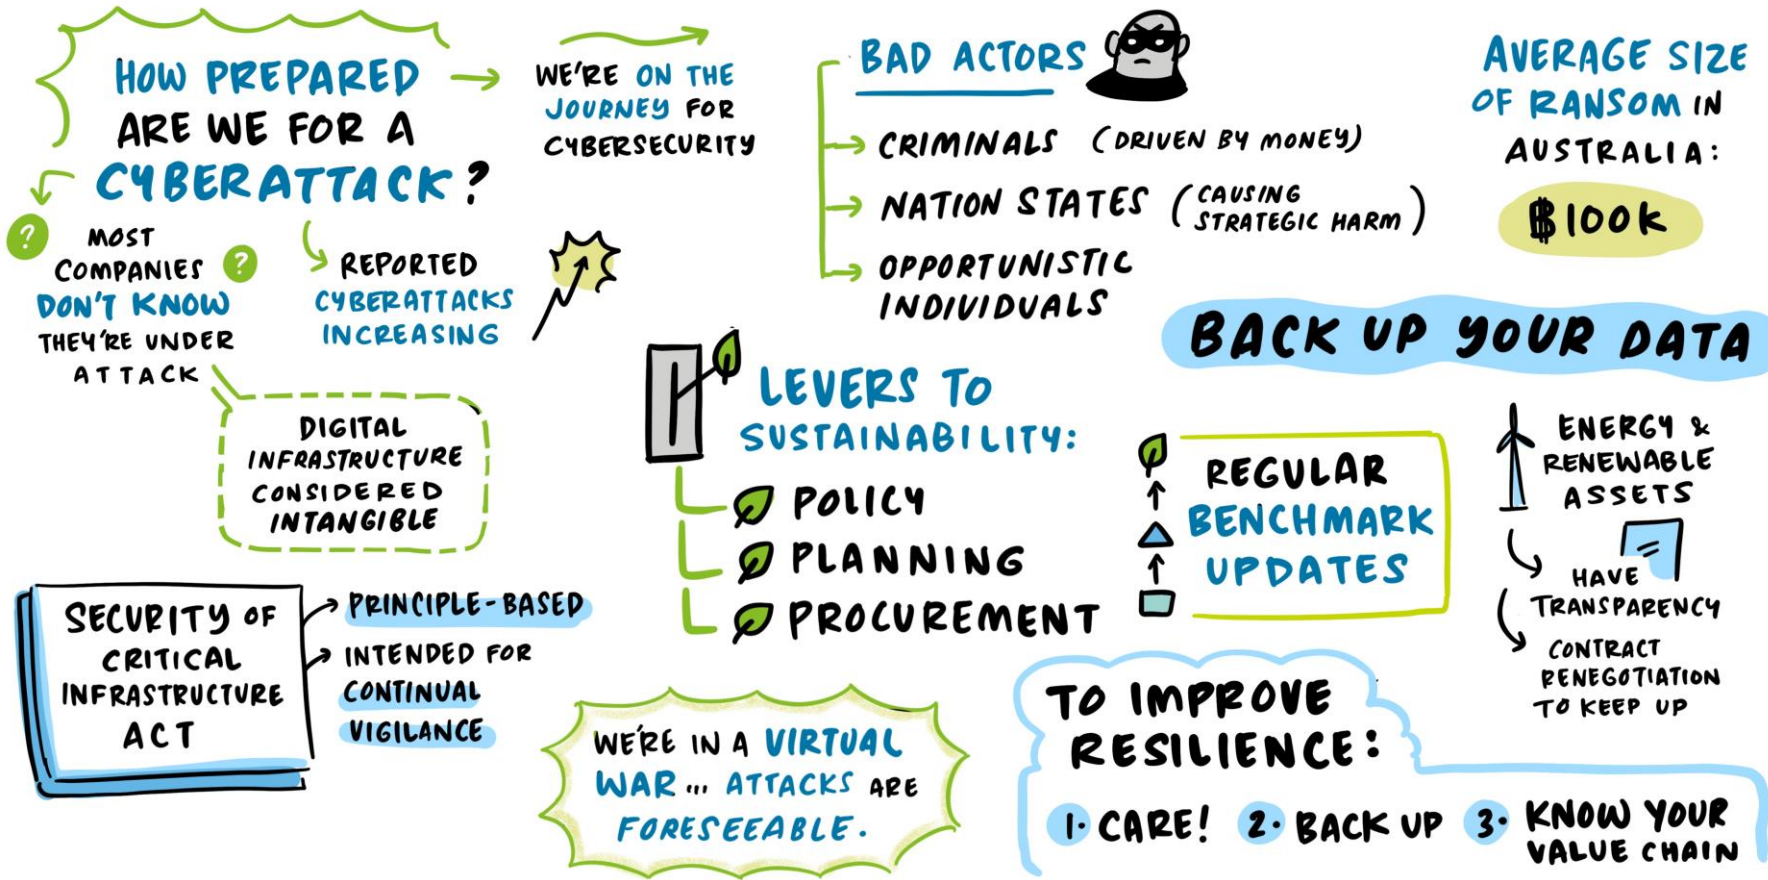 HOW PREPARED
ARE WE FOR A
CYBERATTACK?
?
MOST
COMPANIES
?
DON'T KNOW
THEY'RE UNDER
ATTACK
REPORTED
CYBERATTACKS
INCREASING
WE'RE ON THE
JOURNEY FOR
CYBERSECURITY
DIGITAL
INFRASTRUCTURE
CONSIDERED
INTANGIBLE
BAD ACTORS
CRIMINALS (DRIVEN BY MONEY)
NATION STATES (CAUSING
STRATEGIC HARM)
OPPORTUNISTIC
INDIVIDUALS
AVERAGE SIZE
OF RANSOM IN
AUSTRALIA:
$100K
BACK UP YOUR DATA
LEVERS TO
SUSTAINABILITY:
POLICY
PLANNING
PROCUREMENT
REGULAR
BENCHMARK
UPDATES
ENERGY &
RENEWABLE
ASSETS
HAVE
TRANSPARENCY
CONTRACT
RENEGOTIATION
TO KEEP UP
SECURITY OF
CRITICAL
INFRASTRUCTURE
ACT
PRINCIPLE-BASED
INTENDED FOR
CONTINUAL
VIGILANCE
WE'RE IN A VIRTUAL
WAR... ATTACKS ARE
FORESEEABLE.
TO IMPROVE
RESILIENCE:
1. CARE! 2. BACK UP 3. KNOW YOUR
VALUE CHAIN